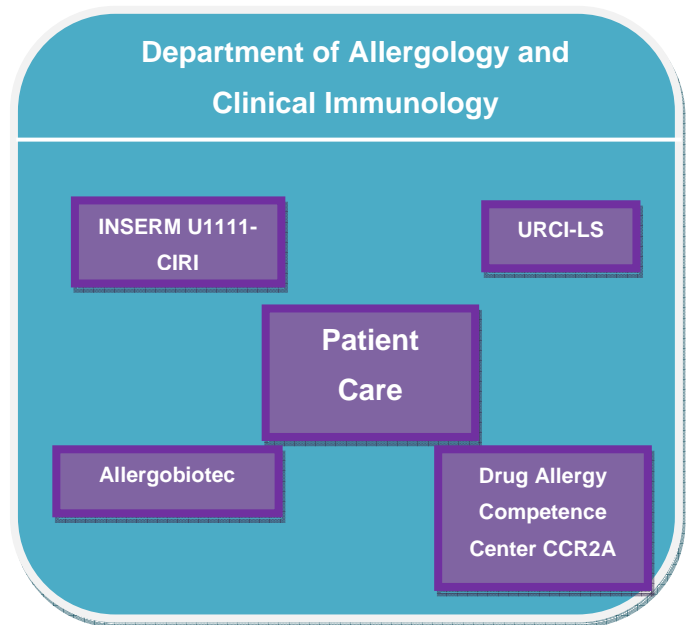 Department of Allergology and
Clinical Immunology
INSERM U1111-
CIRI
URCI-LS
Patient
Care
Allergobiotec
Drug Allergy
Competence
Center CCR2A